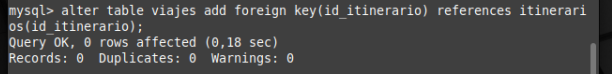 mysql> alter table viajes add foreign key(id_itinerario) references itinerari
os(id_itinerario);
Query OK, 0 rows affected (0,18 sec)
Records: 0  Duplicates: 0  Warnings: 0